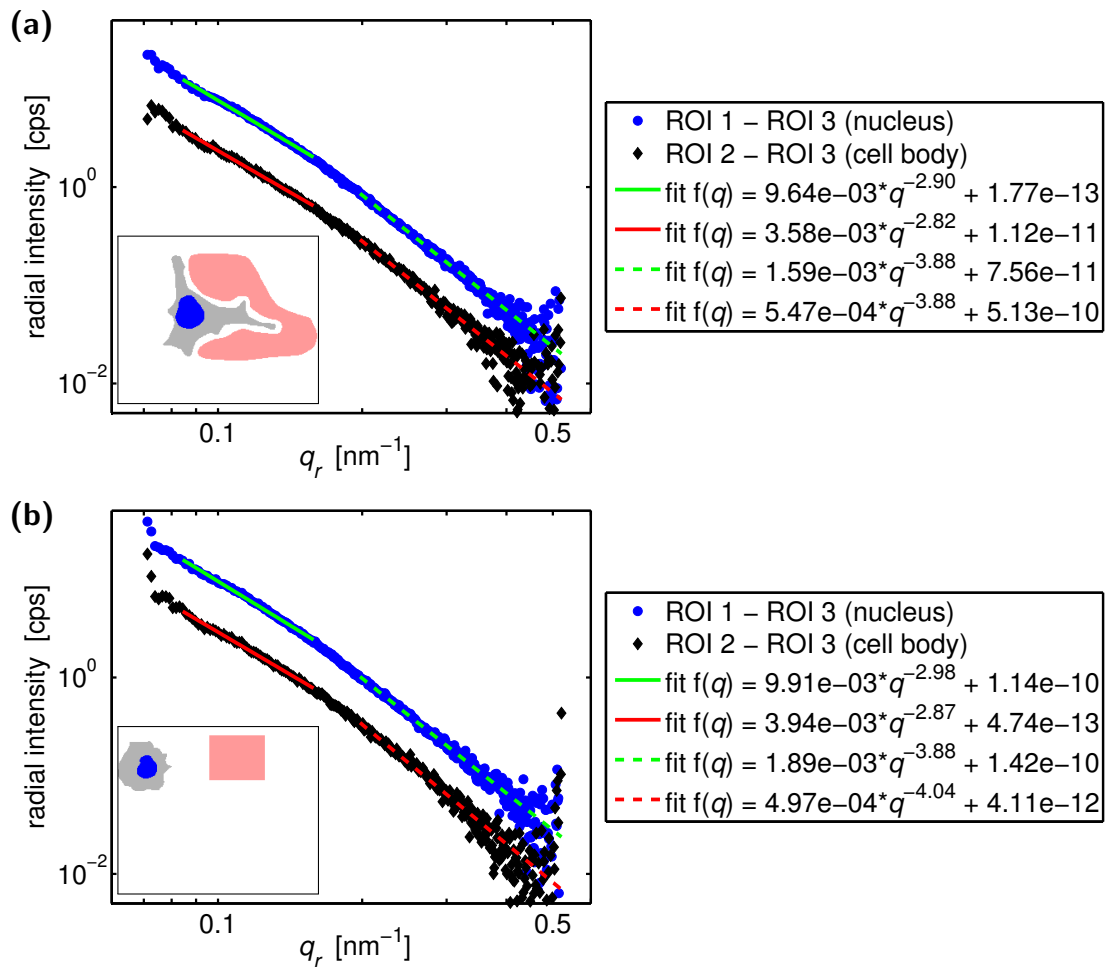 (a)
radial intensity [cps]
10⁰
10⁻²
0.1
0.5
qᵣ [nm⁻¹]
ROI 1 − ROI 3 (nucleus)
ROI 2 − ROI 3 (cell body)
fit f(q) = 9.64e−03*q⁻²·⁹⁰ + 1.77e−13
fit f(q) = 3.58e−03*q⁻²·⁸² + 1.12e−11
fit f(q) = 1.59e−03*q⁻³·⁸⁸ + 7.56e−11
fit f(q) = 5.47e−04*q⁻³·⁸⁸ + 5.13e−10
(b)
radial intensity [cps]
10⁰
10⁻²
0.1
0.5
qᵣ [nm⁻¹]
ROI 1 − ROI 3 (nucleus)
ROI 2 − ROI 3 (cell body)
fit f(q) = 9.91e−03*q⁻²·⁹⁸ + 1.14e−10
fit f(q) = 3.94e−03*q⁻²·⁸⁷ + 4.74e−13
fit f(q) = 1.89e−03*q⁻³·⁸⁸ + 1.42e−10
fit f(q) = 4.97e−04*q⁻⁴·⁰⁴ + 4.11e−12